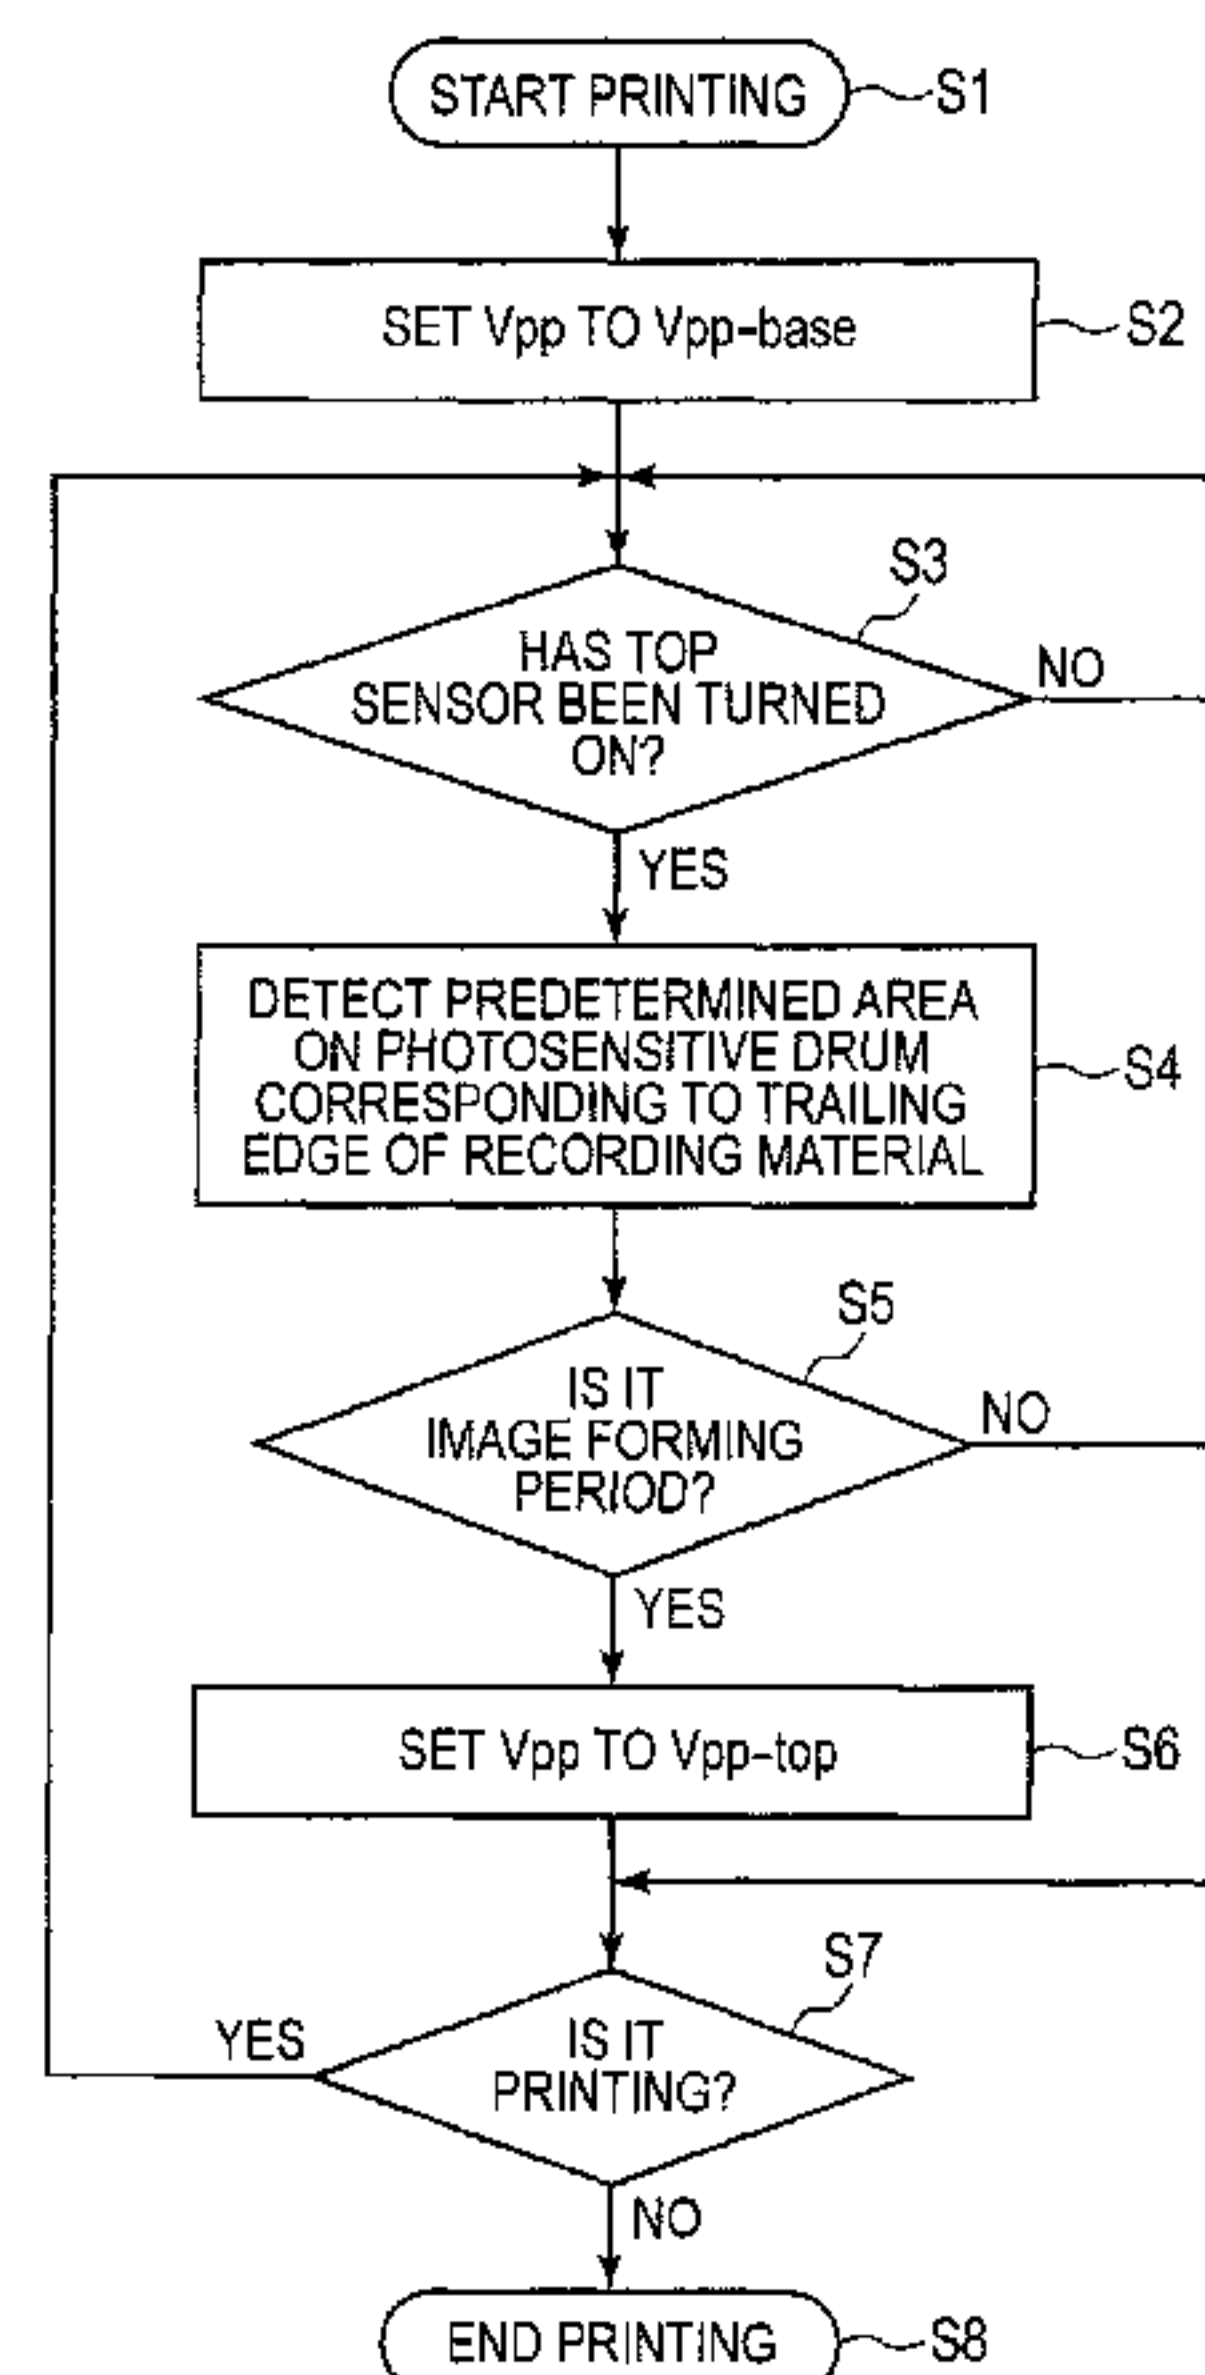 START PRINTING
S1
SET Vpp TO Vpp-base
S2
S3
HAS TOP
SENSOR BEEN TURNED
ON?
NO
YES
DETECT PREDETERMINED AREA
ON PHOTOSENSITIVE DRUM
CORRESPONDING TO TRAILING
EDGE OF RECORDING MATERIAL
S4
S5
IS IT
IMAGE FORMING
PERIOD?
NO
YES
SET Vpp TO Vpp-top
S6
S7
IS IT
PRINTING?
YES
NO
END PRINTING
S8